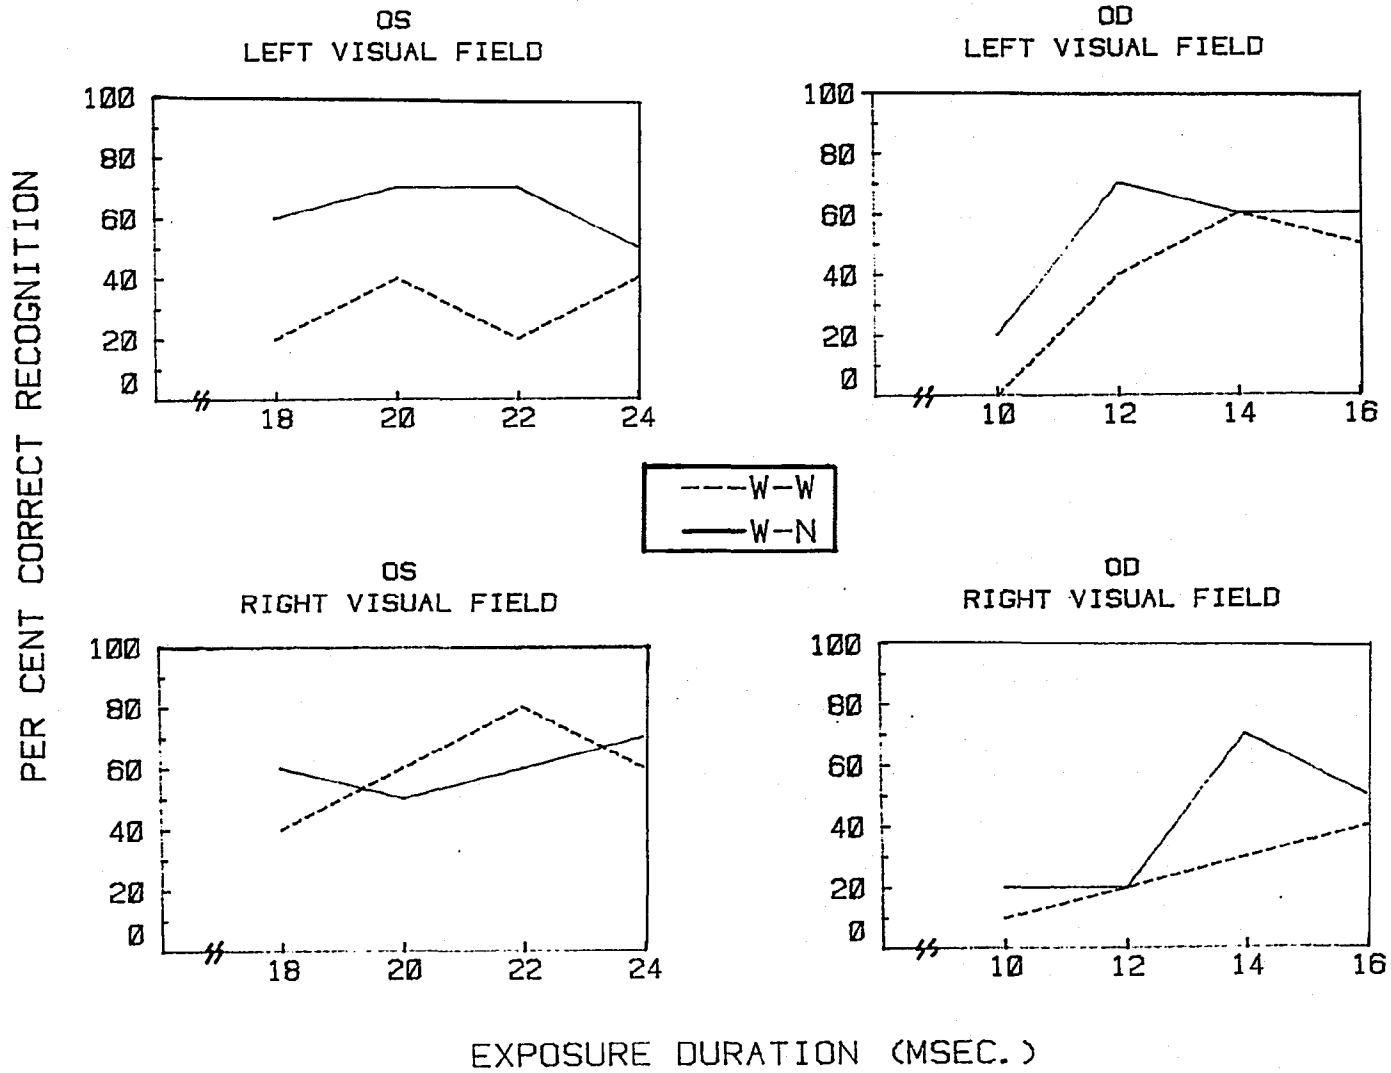 OS
LEFT VISUAL FIELD
100
80
60
40
20
0
18 20 22 24
OD
LEFT VISUAL FIELD
100
80
60
40
20
0
10 12 14 16
W-W
W-N
OS
RIGHT VISUAL FIELD
100
80
60
40
20
0
18 20 22 24
OD
RIGHT VISUAL FIELD
100
80
60
40
20
0
10 12 14 16
PER CENT CORRECT RECOGNITION
EXPOSURE DURATION (MSEC.)